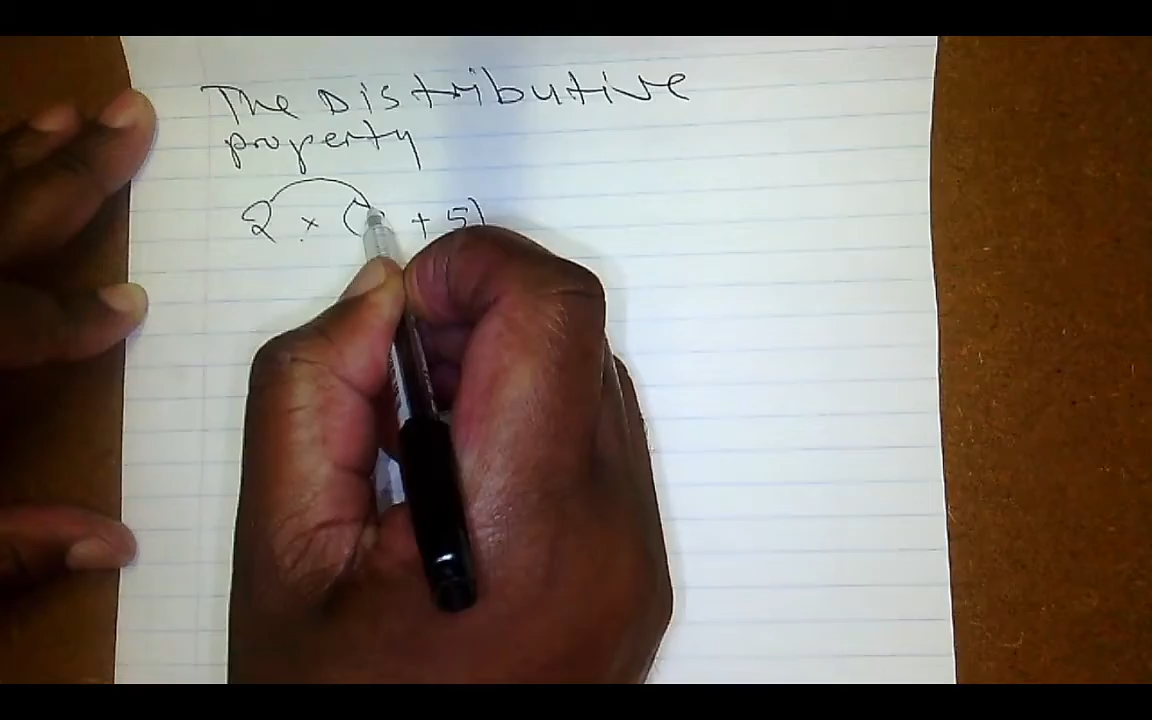 The Distributive
property
2 × ( + 5)